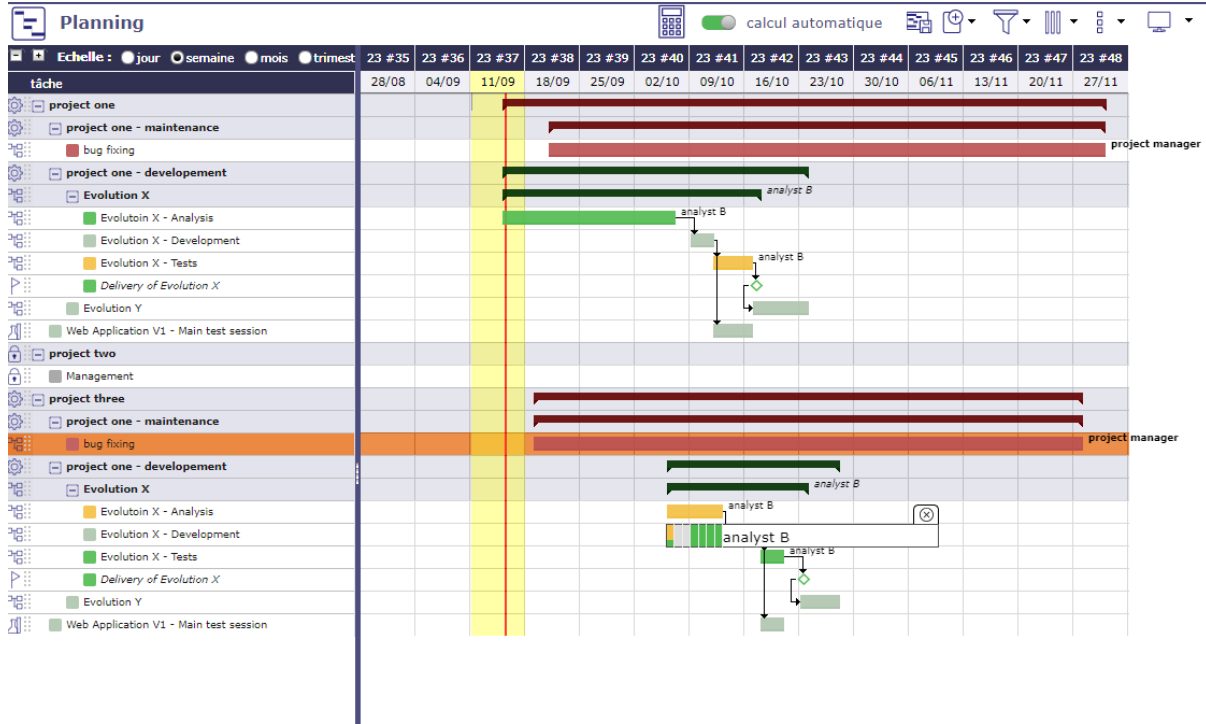 Planning
calcul automatique
Echelle : jour semaine mois trimest
23 #35 23 #36 23 #37 23 #38 23 #39 23 #40 23 #41 23 #42 23 #43 23 #44 23 #45 23 #46 23 #47 23 #48
tâche
28/08 04/09 11/09 18/09 25/09 02/10 09/10 16/10 23/10 30/10 06/11 13/11 20/11 27/11
project one
project one - maintenance
bug fixing project manager
project one - developement
Evolution X analyst B
Evolutoin X - Analysis analyst B
Evolution X - Development
Evolution X - Tests analyst B
Delivery of Evolution X
Evolution Y
Web Application V1 - Main test session
project two
Management
project three
project one - maintenance
bug fixing project manager
project one - developement
Evolution X analyst B
Evolutoin X - Analysis analyst B
Evolution X - Development analyst B
Evolution X - Tests analyst B
Delivery of Evolution X
Evolution Y
Web Application V1 - Main test session